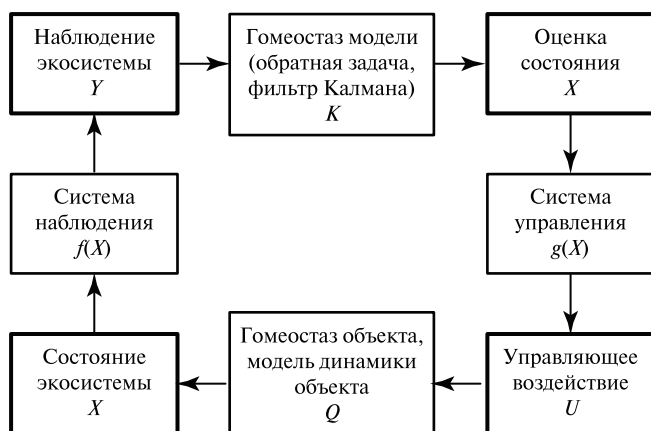 Наблюдение
экосистемы
Y
Гомеостаз модели
(обратная задача,
фильтр Калмана)
K
Оценка
состояния
X
Система
наблюдения
f(X)
Система
управления
g(X)
Состояние
экосистемы
X
Гомеостаз объекта,
модель динамики
объекта
Q
Управляющее
воздействие
U